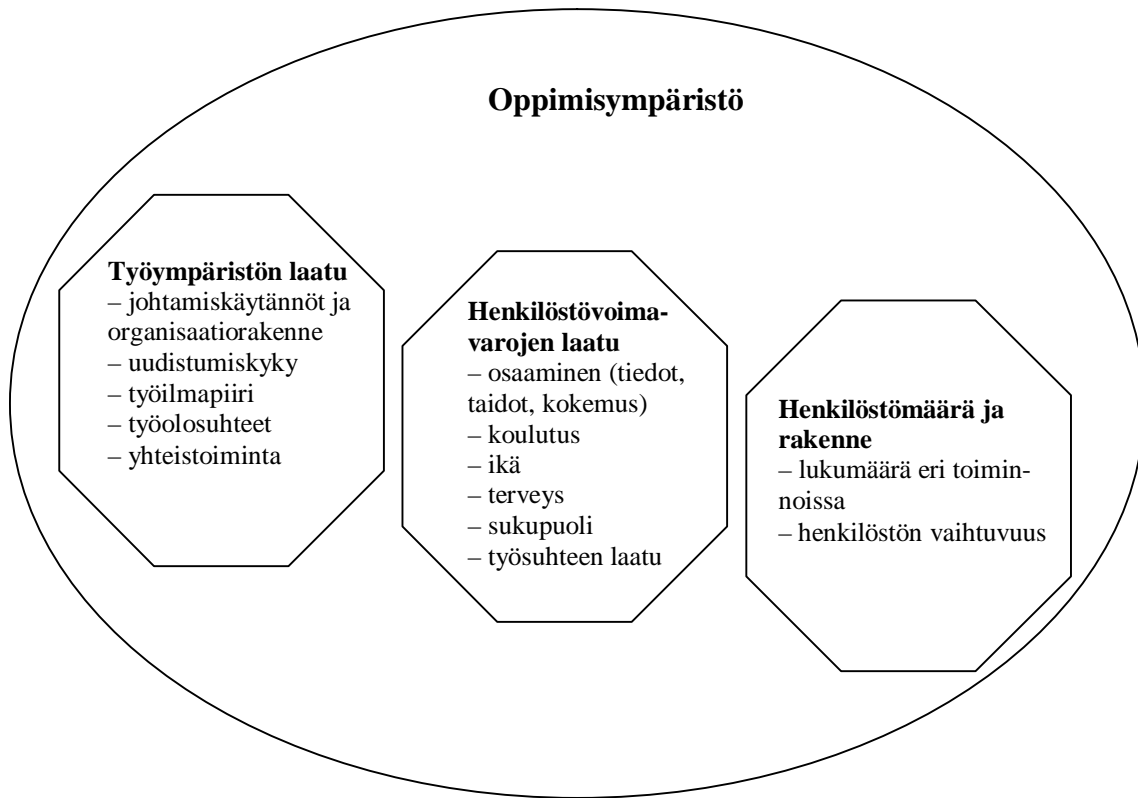 Oppimisympäristö
Työympäristön laatu
– johtamiskäytännöt ja
organisaatiorakenne
– uudistumiskyky
– työilmapiiri
– työolosuhteet
– yhteistoiminta
Henkilöstövoima-
varojen laatu
– osaaminen (tiedot,
taidot, kokemus)
– koulutus
– ikä
– terveys
– sukupuoli
– työsuhteen laatu
Henkilöstömäärä ja
rakenne
– lukumäärä eri toimin-
noissa
– henkilöstön vaihtuvuus